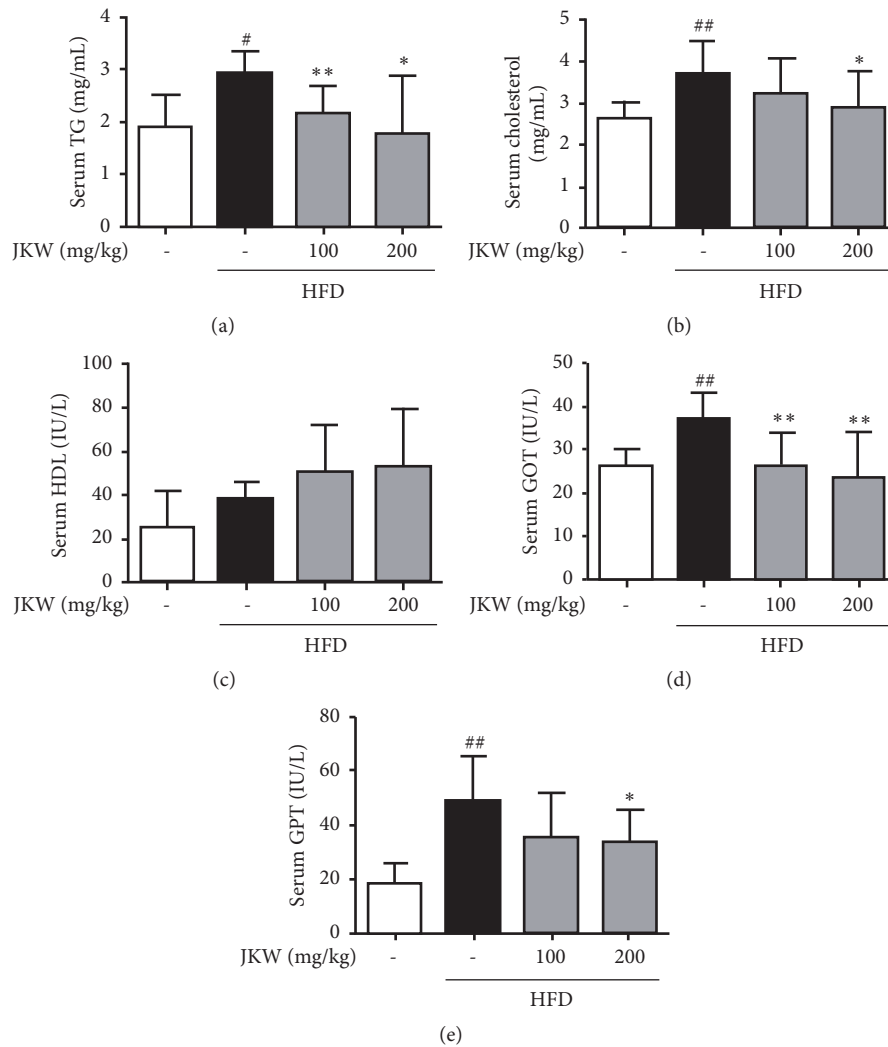 4
3
2
1
0
Serum TG (mg/mL)
#
**
*
JKW (mg/kg)
- - 100 200
HFD
(a)
5
4
3
2
1
0
Serum cholesterol
(mg/mL)
##
*
JKW (mg/kg)
- - 100 200
HFD
(b)
100
80
60
40
20
0
Serum HDL (IU/L)
JKW (mg/kg)
- - 100 200
HFD
(c)
50
40
30
20
10
0
Serum GOT (IU/L)
##
**
**
JKW (mg/kg)
- - 100 200
HFD
(d)
80
60
40
20
0
Serum GPT (IU/L)
##
*
JKW (mg/kg)
- - 100 200
HFD
(e)